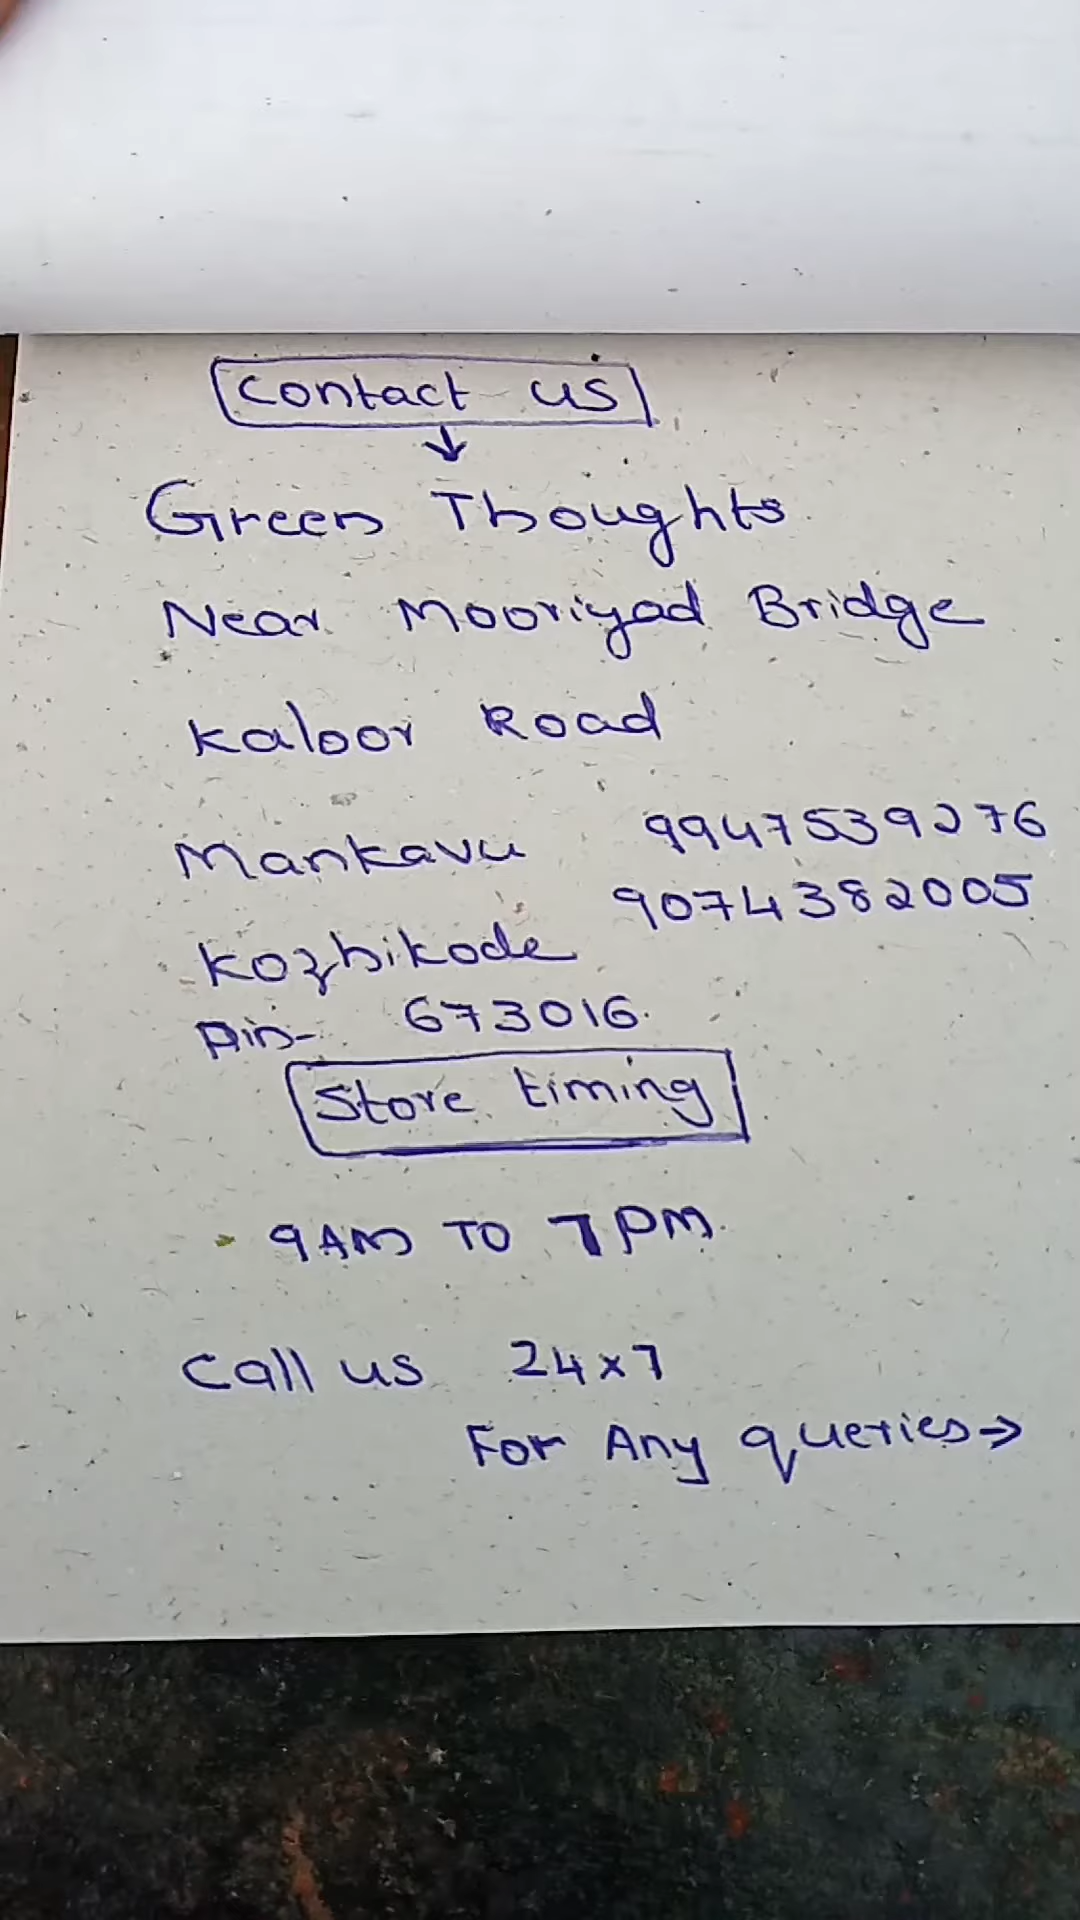 Contact us
↓
Green Thoughts
Near Mooriyad Bridge
Kaloor Road
Mankavu 9947539276
9074382005
Kozhikode
Pin- 673016.
Store timing
9AM TO 7PM.
Call us 24x7
For Any queries→